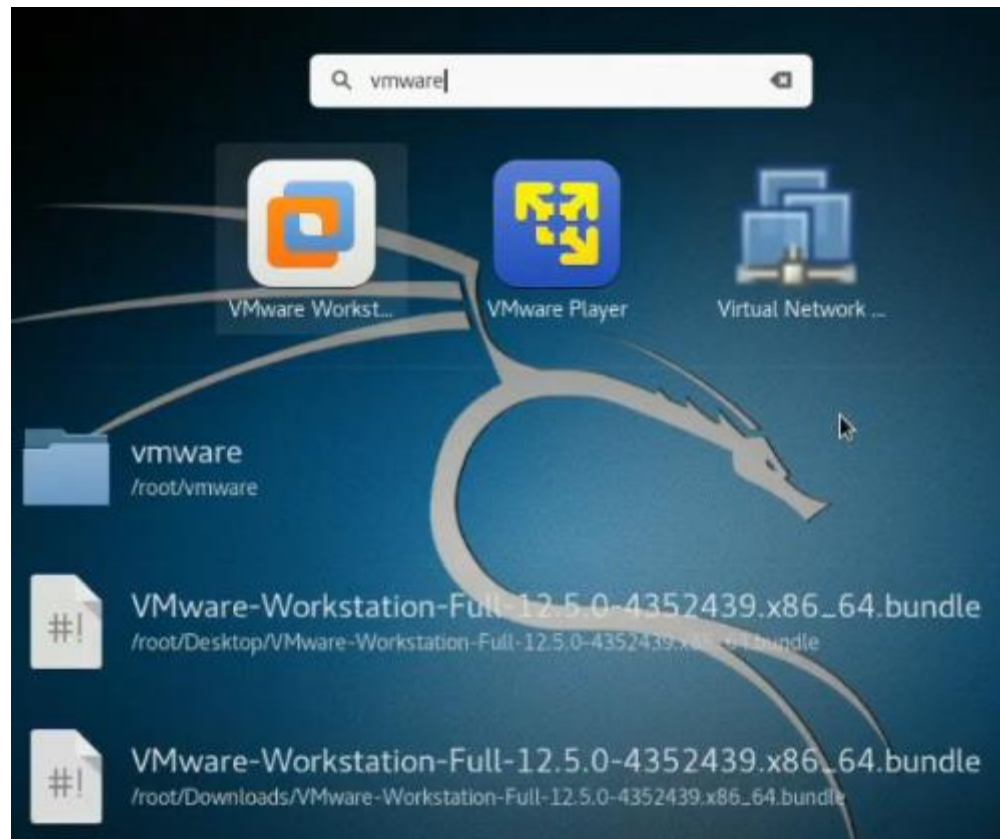 vmware
VMware Workst...
VMware Player
Virtual Network ...
vmware
/root/vmware
#!
VMware-Workstation-Full-12.5.0-4352439.x86_64.bundle
/root/Desktop/VMware-Workstation-Full-12.5.0-4352439.x86_64.bundle
#!
VMware-Workstation-Full-12.5.0-4352439.x86_64.bundle
/root/Downloads/VMware-Workstation-Full-12.5.0-4352439.x86_64.bundle